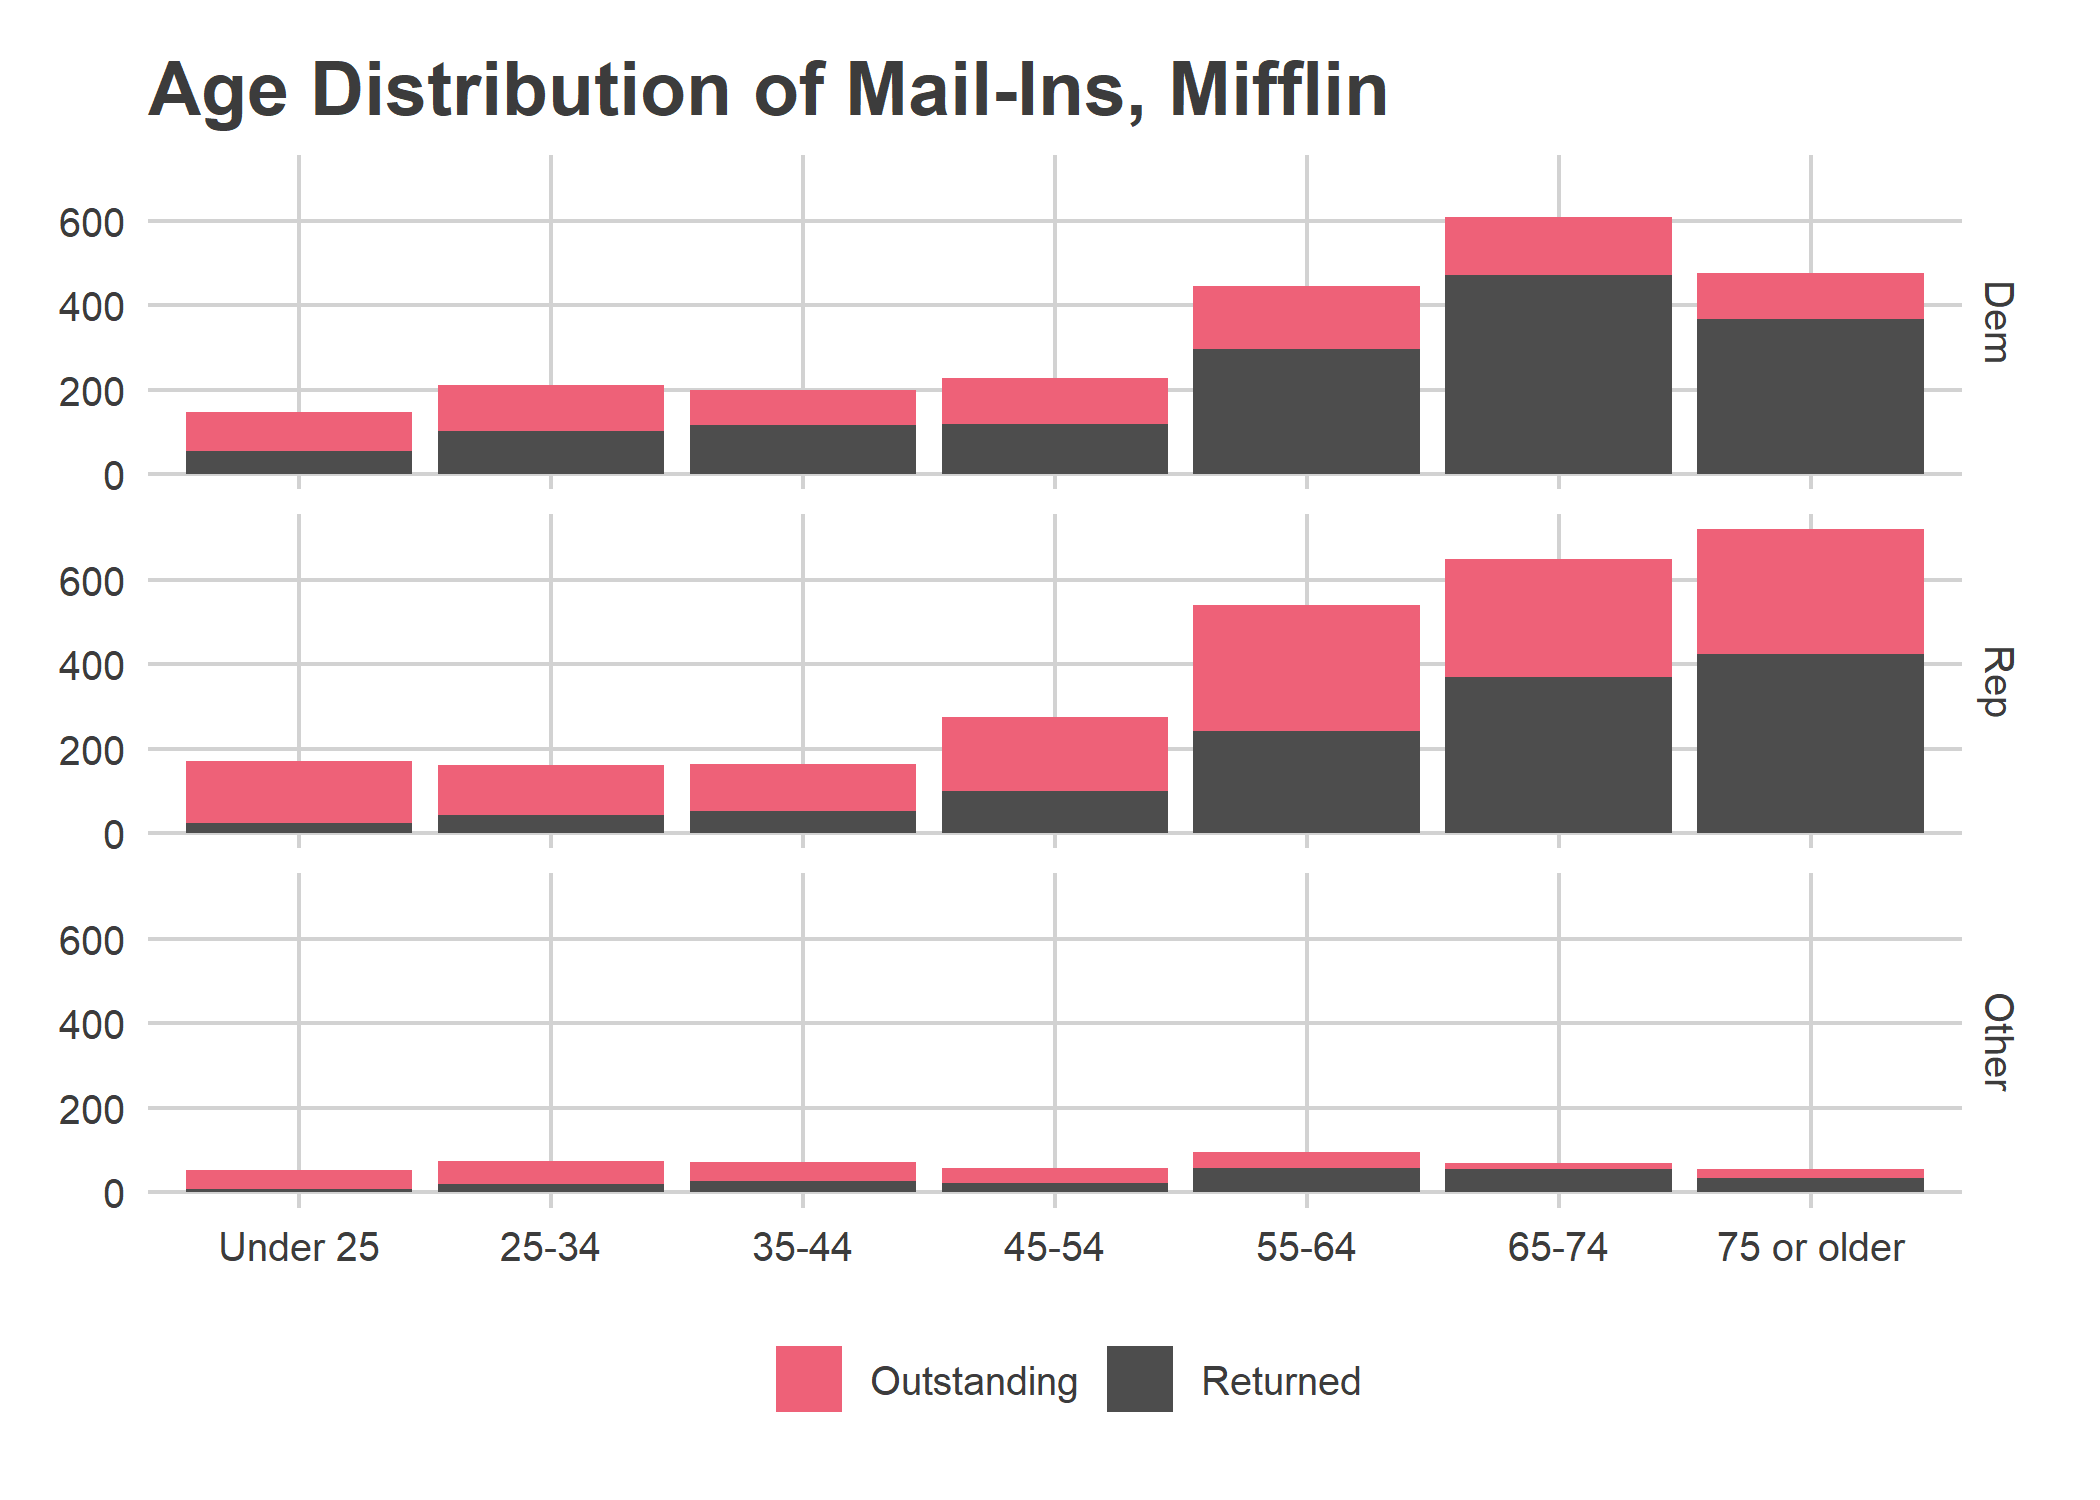 Age Distribution of Mail-Ins, Mifflin
600
400
200
0
Dem
600
400
200
0
Rep
600
400
200
0
Other
Under 25 25-34 35-44 45-54 55-64 65-74 75 or older
Outstanding Returned